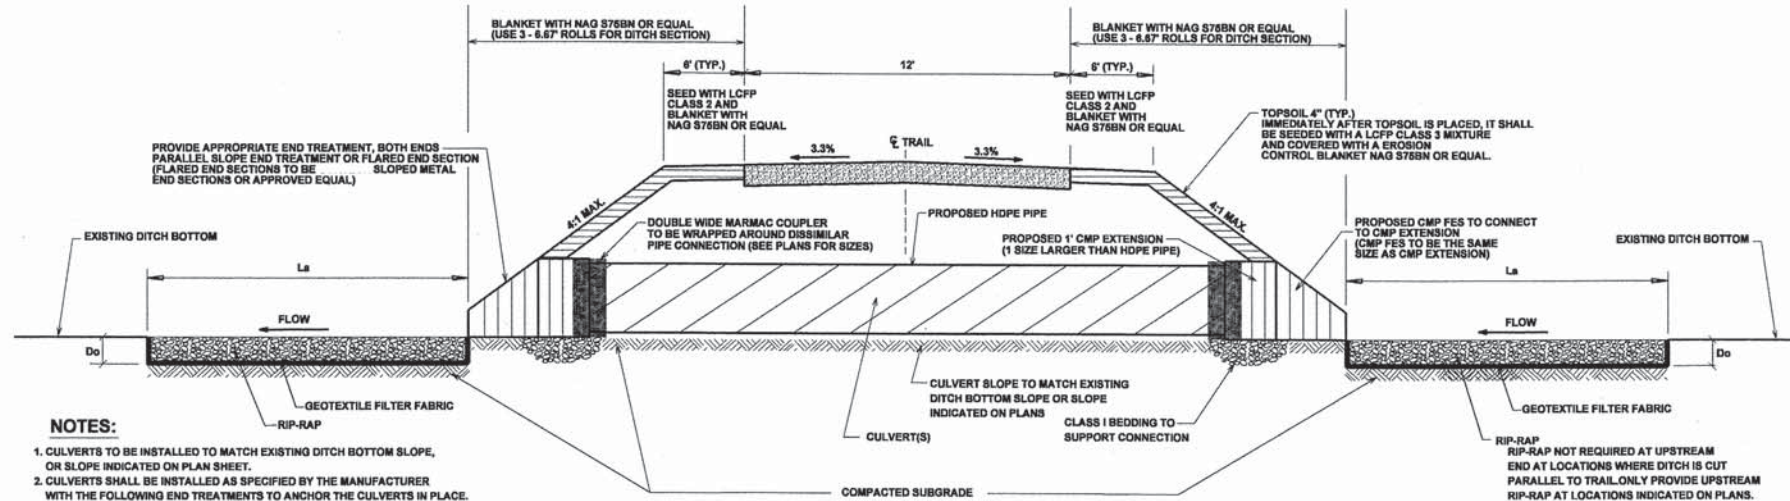 BLANKET WITH NAG S75BN OR EQUAL
(USE 3 - 6.67' ROLLS FOR DITCH SECTION)
BLANKET WITH NAG S75BN OR EQUAL
(USE 3 - 6.67' ROLLS FOR DITCH SECTION)
6' (TYP.)
12'
6' (TYP.)
SEED WITH LCFP
CLASS 2 AND
BLANKET WITH
NAG S75BN OR EQUAL
SEED WITH LCFP
CLASS 2 AND
BLANKET WITH
NAG S75BN OR EQUAL
TOPSOIL 4" (TYP.)
IMMEDIATELY AFTER TOPSOIL IS PLACED, IT SHALL
BE SEEDED WITH A LCFP CLASS 3 MIXTURE
AND COVERED WITH A EROSION
CONTROL BLANKET NAG S75BN OR EQUAL.
PROVIDE APPROPRIATE END TREATMENT, BOTH ENDS
PARALLEL SLOPE END TREATMENT OR FLARED END SECTION
(FLARED END SECTIONS TO BE SLOPED METAL
END SECTIONS OR APPROVED EQUAL)
3.3%
℄ TRAIL
3.3%
4:1 MAX.
4:1 MAX.
DOUBLE WIDE MARMAC COUPLER
TO BE WRAPPED AROUND DISSIMILAR
PIPE CONNECTION (SEE PLANS FOR SIZES)
PROPOSED HDPE PIPE
PROPOSED 1' CMP EXTENSION
(1 SIZE LARGER THAN HDPE PIPE)
PROPOSED CMP FES TO CONNECT
TO CMP EXTENSION
(CMP FES TO BE THE SAME
SIZE AS CMP EXTENSION)
EXISTING DITCH BOTTOM
EXISTING DITCH BOTTOM
La
La
FLOW
FLOW
Do
Do
GEOTEXTILE FILTER FABRIC
RIP-RAP
CULVERT SLOPE TO MATCH EXISTING
DITCH BOTTOM SLOPE OR SLOPE
INDICATED ON PLANS
CULVERT(S)
CLASS I BEDDING TO
SUPPORT CONNECTION
GEOTEXTILE FILTER FABRIC
RIP-RAP
RIP-RAP NOT REQUIRED AT UPSTREAM
END AT LOCATIONS WHERE DITCH IS CUT
PARALLEL TO TRAIL.ONLY PROVIDE UPSTREAM
RIP-RAP AT LOCATIONS INDICATED ON PLANS.
COMPACTED SUBGRADE
NOTES:
1. CULVERTS TO BE INSTALLED TO MATCH EXISTING DITCH BOTTOM SLOPE,
OR SLOPE INDICATED ON PLAN SHEET.
2. CULVERTS SHALL BE INSTALLED AS SPECIFIED BY THE MANUFACTURER
WITH THE FOLLOWING END TREATMENTS TO ANCHOR THE CULVERTS IN PLACE.